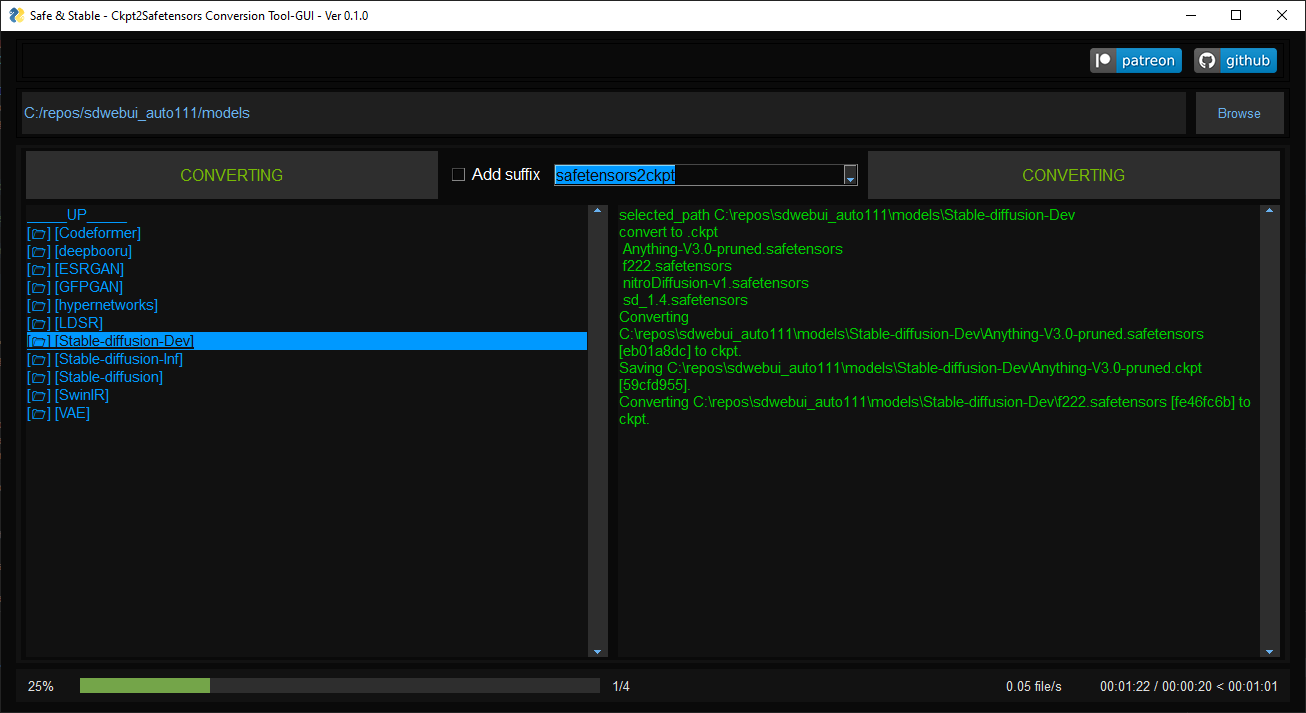 Safe & Stable - Ckpt2Safetensors Conversion Tool-GUI - Ver 0.1.0
patreon
github
C:/repos/sdwebui_auto111/models
Browse
CONVERTING
Add suffix
safetensors2ckpt
CONVERTING
_____UP_____
[] [Codeformer]
[] [deepbooru]
[] [ESRGAN]
[] [GFPGAN]
[] [hypernetworks]
[] [LDSR]
[] [Stable-diffusion-Dev]
[] [Stable-diffusion-Inf]
[] [Stable-diffusion]
[] [SwinIR]
[] [VAE]
selected_path C:\repos\sdwebui_auto111\models\Stable-diffusion-Dev
convert to .ckpt
Anything-V3.0-pruned.safetensors
f222.safetensors
nitroDiffusion-v1.safetensors
sd_1.4.safetensors
Converting
C:\repos\sdwebui_auto111\models\Stable-diffusion-Dev\Anything-V3.0-pruned.safetensors
[eb01a8dc] to ckpt.
Saving C:\repos\sdwebui_auto111\models\Stable-diffusion-Dev\Anything-V3.0-pruned.ckpt
[59cfd955].
Converting C:\repos\sdwebui_auto111\models\Stable-diffusion-Dev\f222.safetensors [fe46fc6b] to
ckpt.
25%
1/4
0.05 file/s
00:01:22 / 00:00:20 < 00:01:01